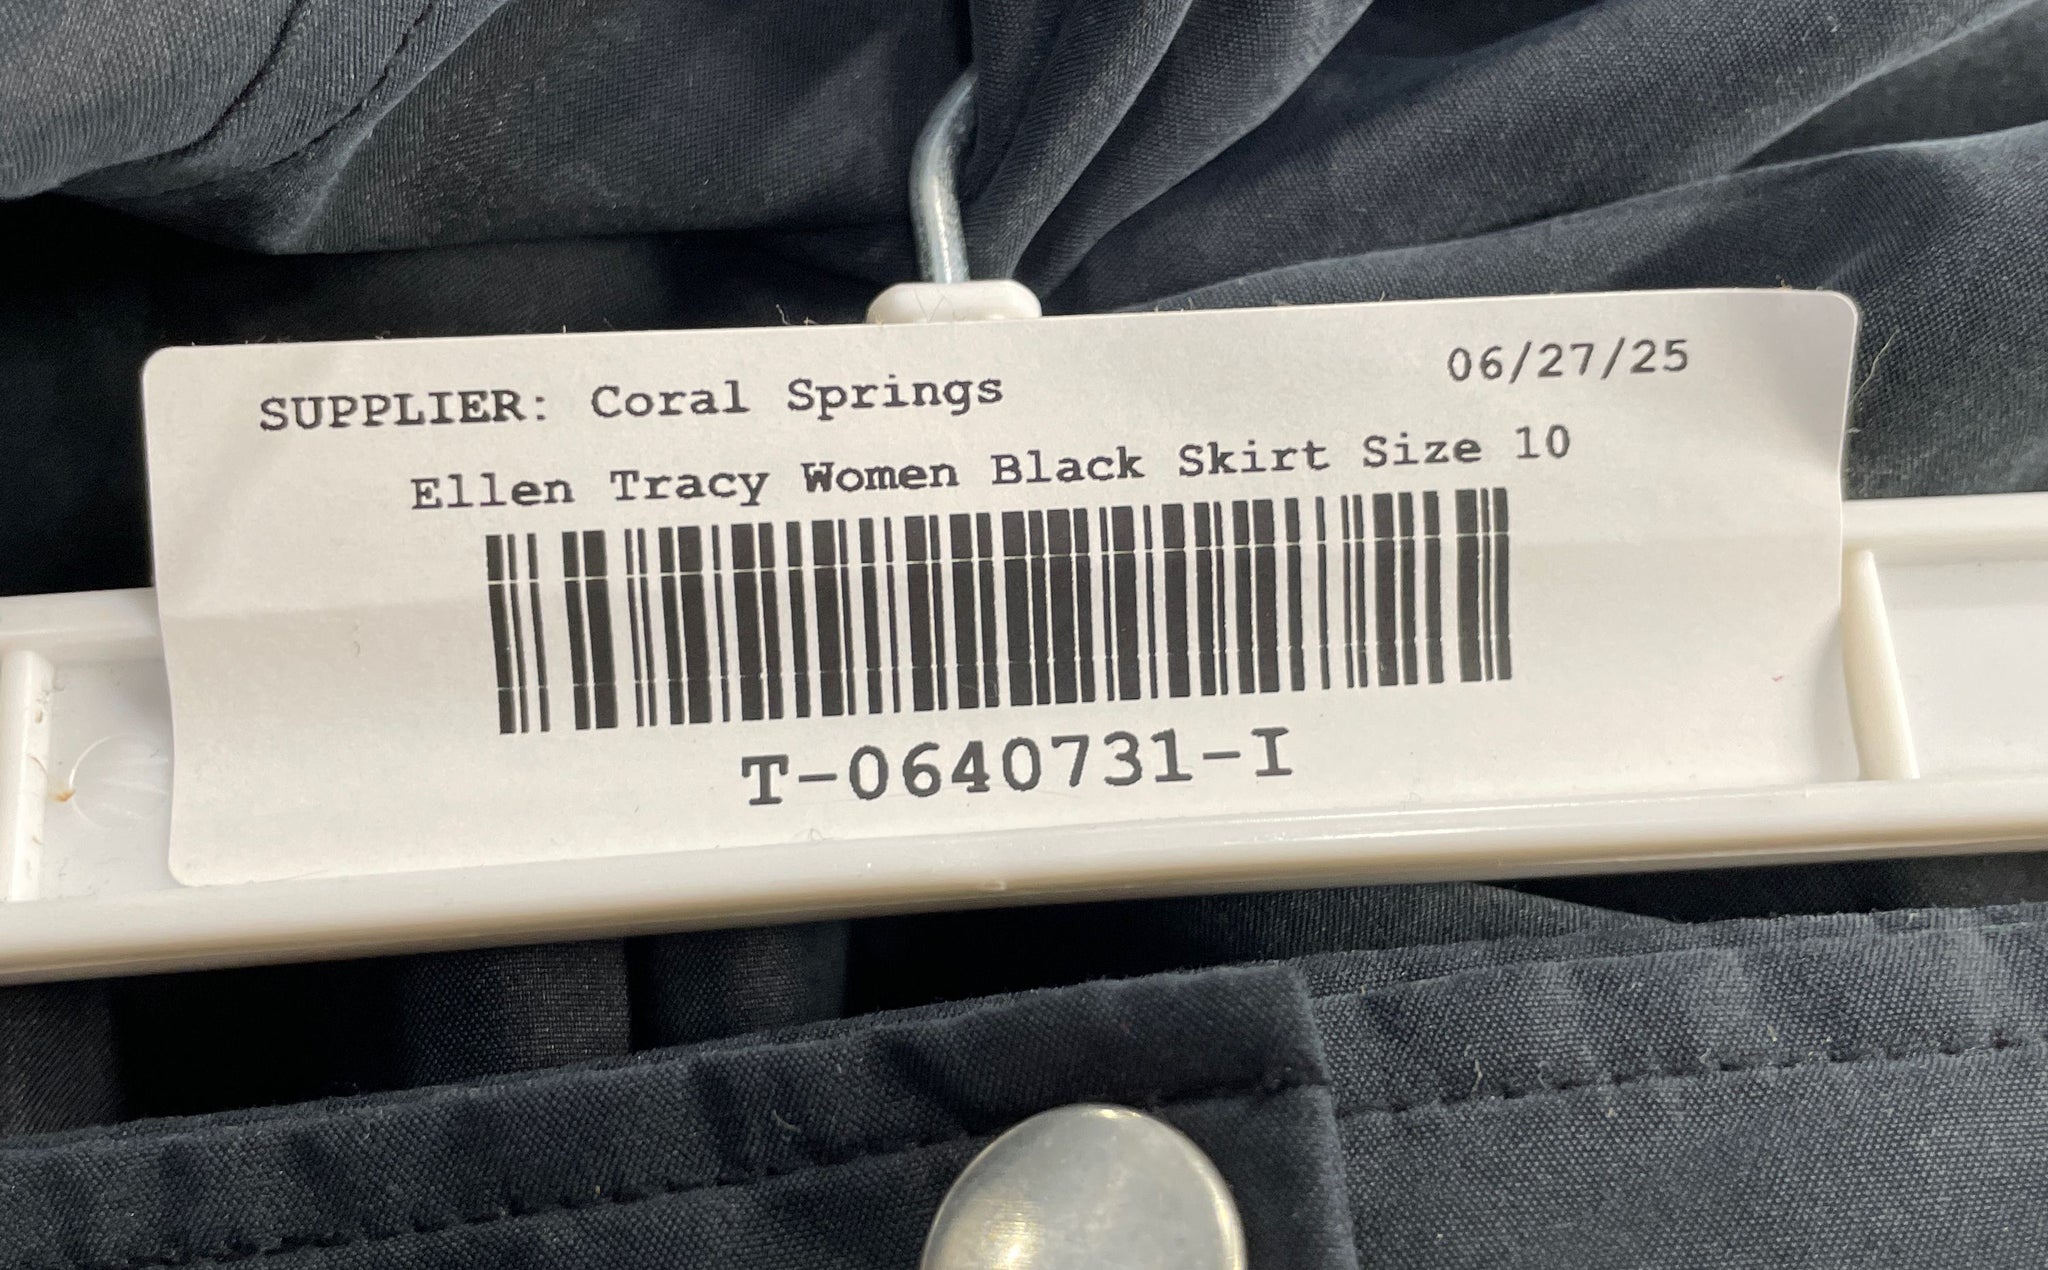 SUPPLIER: Coral Springs 06/27/25
Ellen Tracy Women Black Skirt Size 10
T-0640731-I